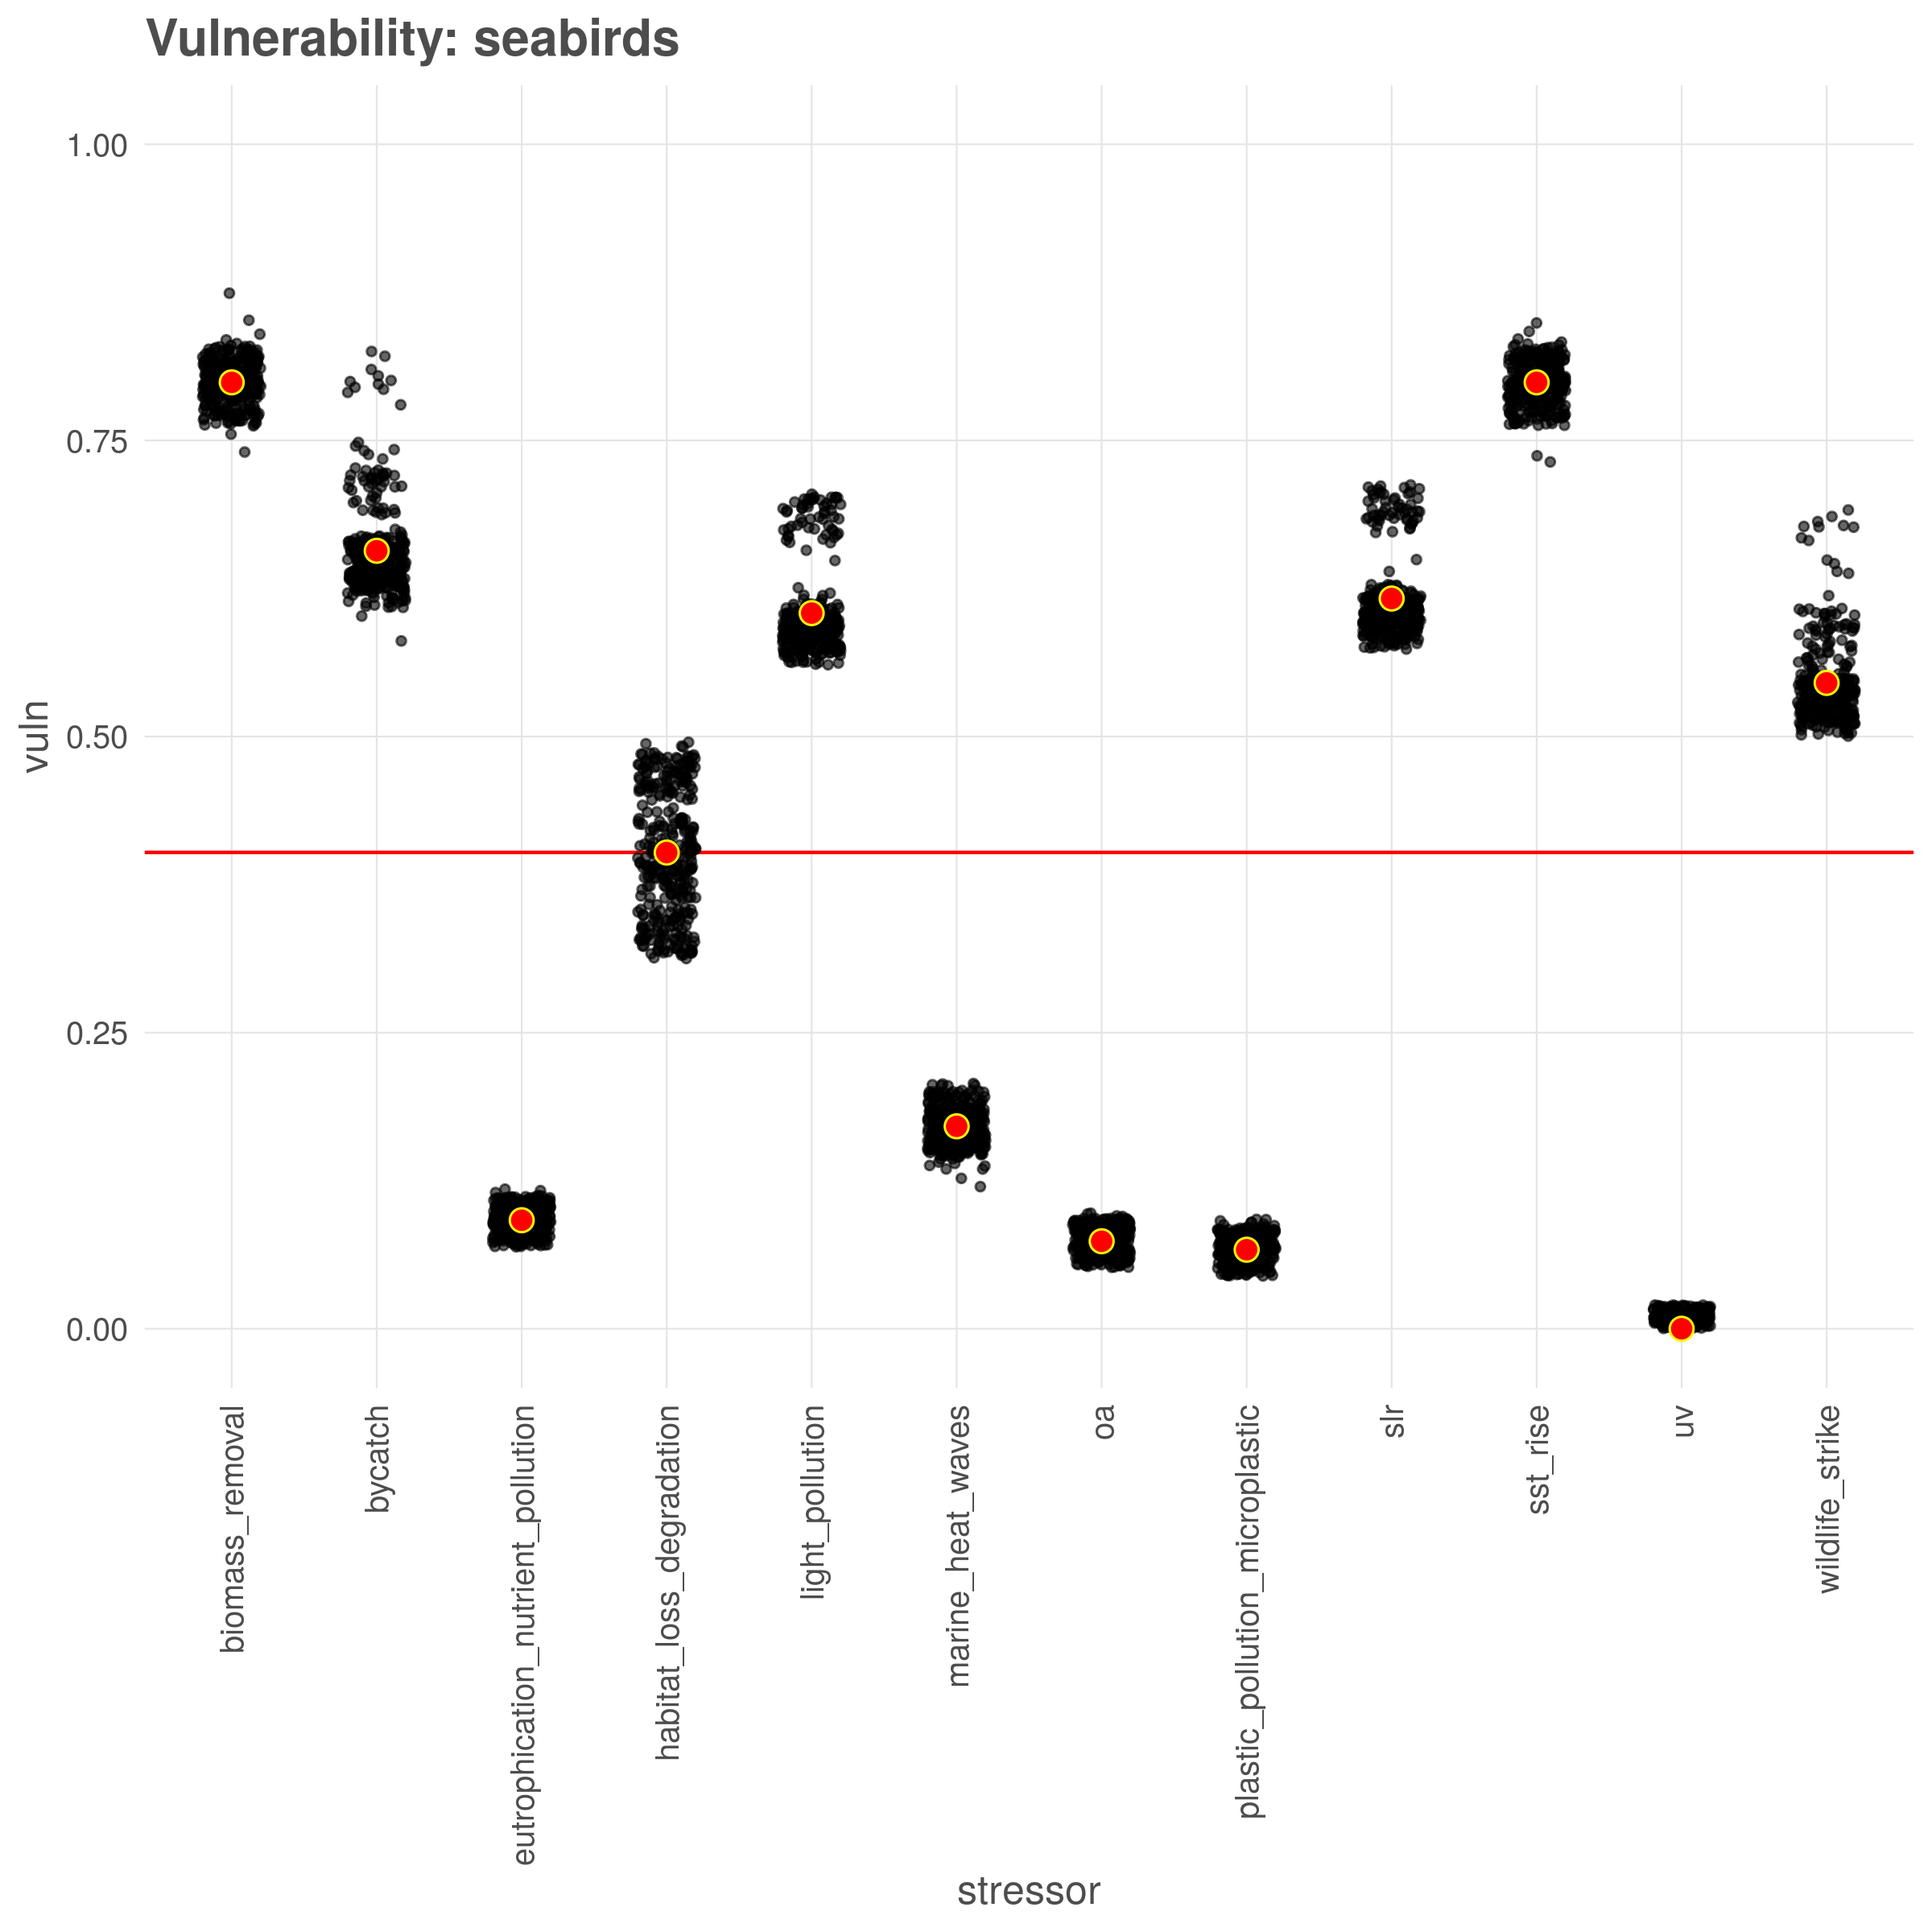 Vulnerability: seabirds
vuln
1.00
0.75
0.50
0.25
0.00
biomass_removal
bycatch
eutrophication_nutrient_pollution
habitat_loss_degradation
light_pollution
marine_heat_waves
oa
plastic_pollution_microplastic
slr
sst_rise
uv
wildlife_strike
stressor